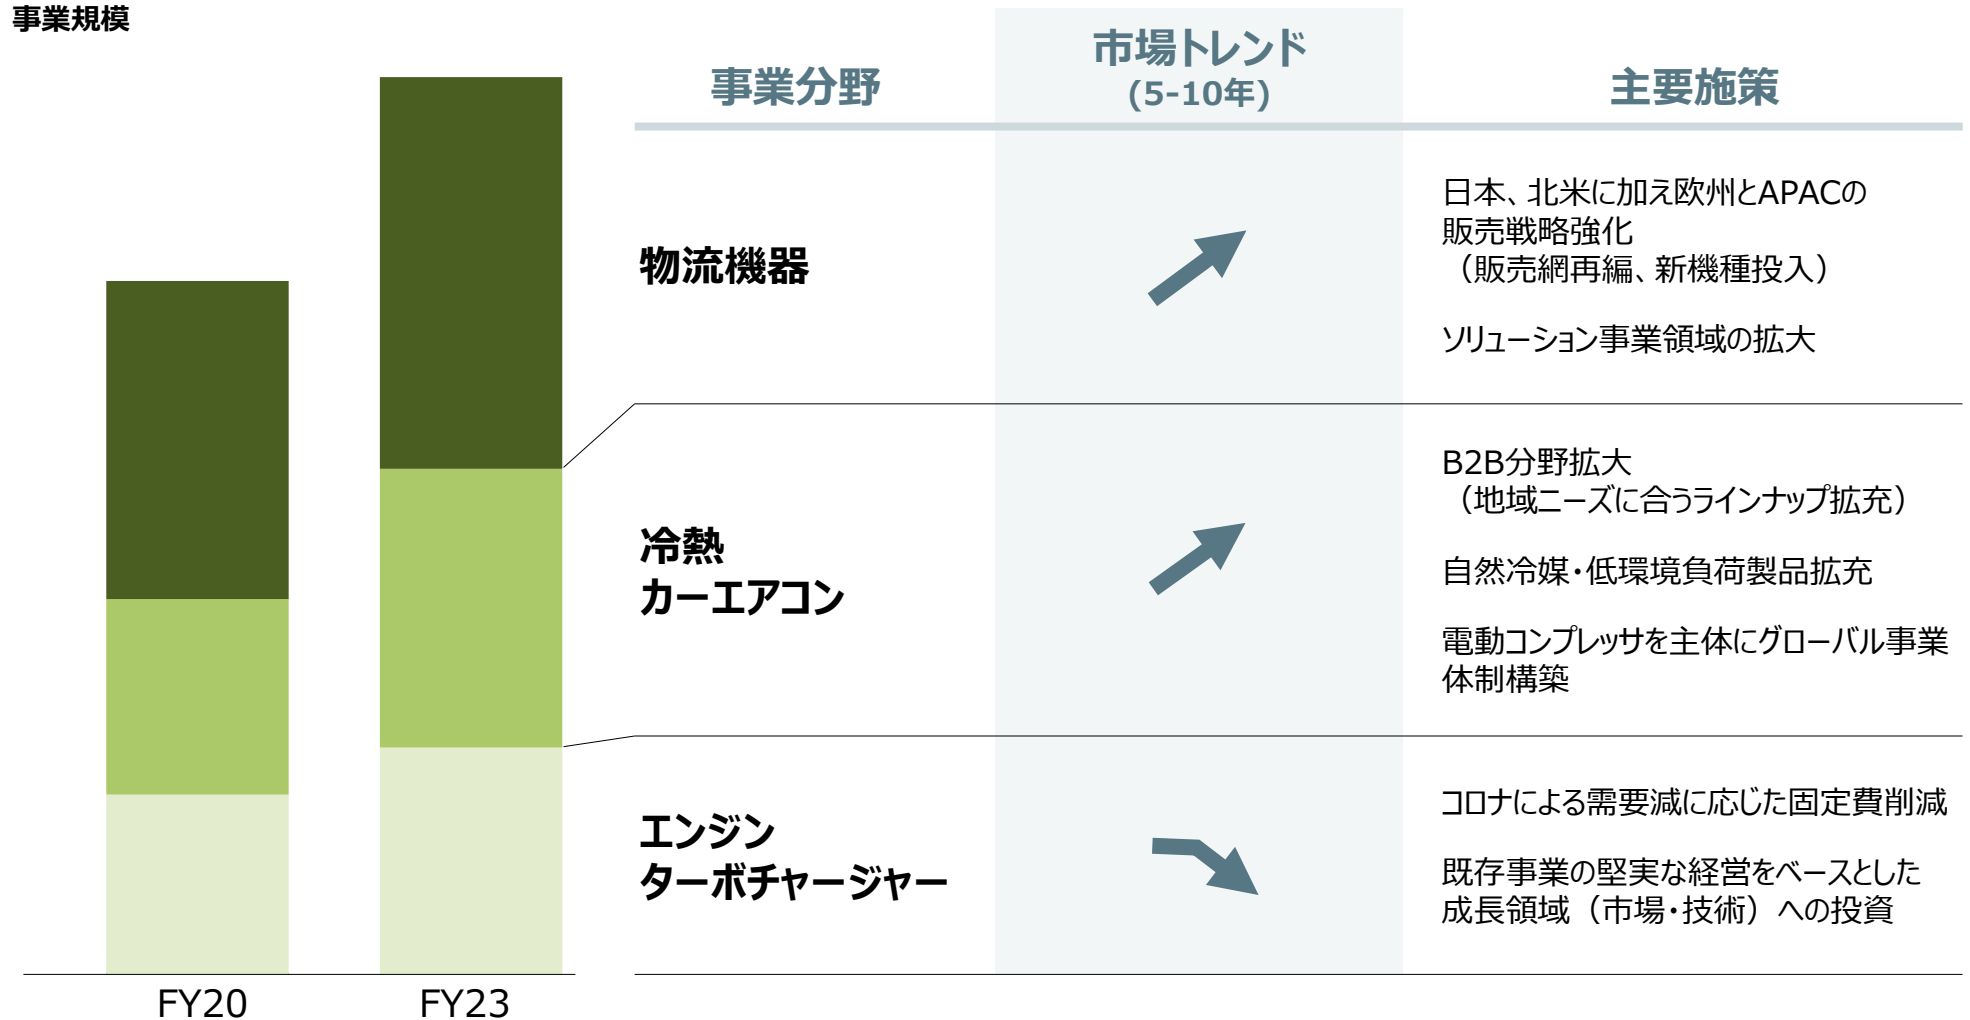 事業規模
事業分野
市場トレンド
(5-10年)
主要施策
物流機器
日本、北米に加え欧州とAPACの
販売戦略強化
（販売網再編、新機種投入）
ソリューション事業領域の拡大
冷熱
カーエアコン
B2B分野拡大
（地域ニーズに合うラインナップ拡充）
自然冷媒・低環境負荷製品拡充
電動コンプレッサを主体にグローバル事業
体制構築
エンジン
ターボチャージャー
コロナによる需要減に応じた固定費削減
既存事業の堅実な経営をベースとした
成長領域（市場・技術）への投資
FY20
FY23